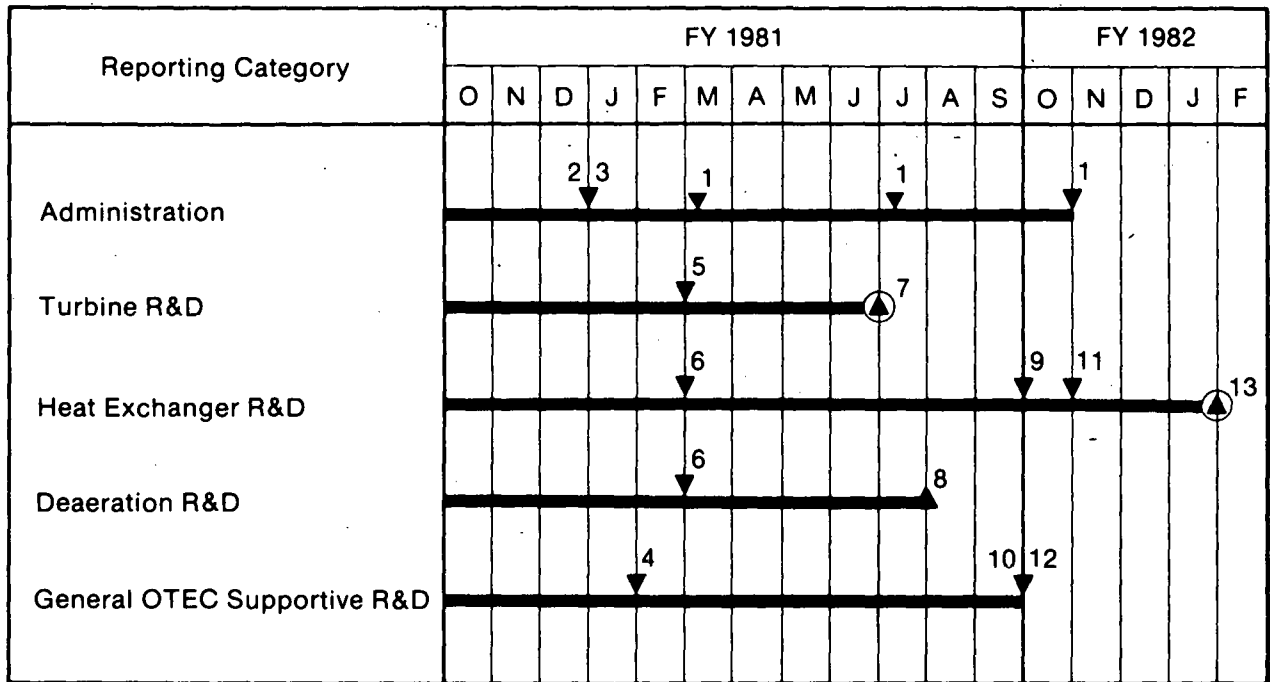 Reporting Category
FY 1981
FY 1982
O N D J F M A M J J A S O N D J F
2 3 1 1 1
Administration
5 7
Turbine R&D
6 9 11 13
Heat Exchanger R&D
6 8
Deaeration R&D
4 10 12
General OTEC Supportive R&D